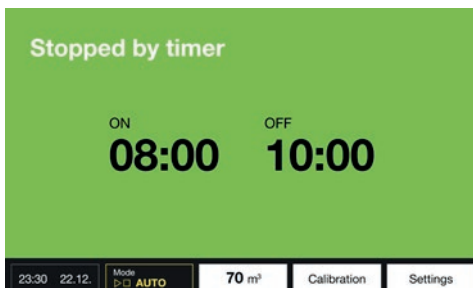 Stopped by timer
ON OFF
08:00 10:00
23:30 22.12. Mode AUTO 70 m³ Calibration Settings